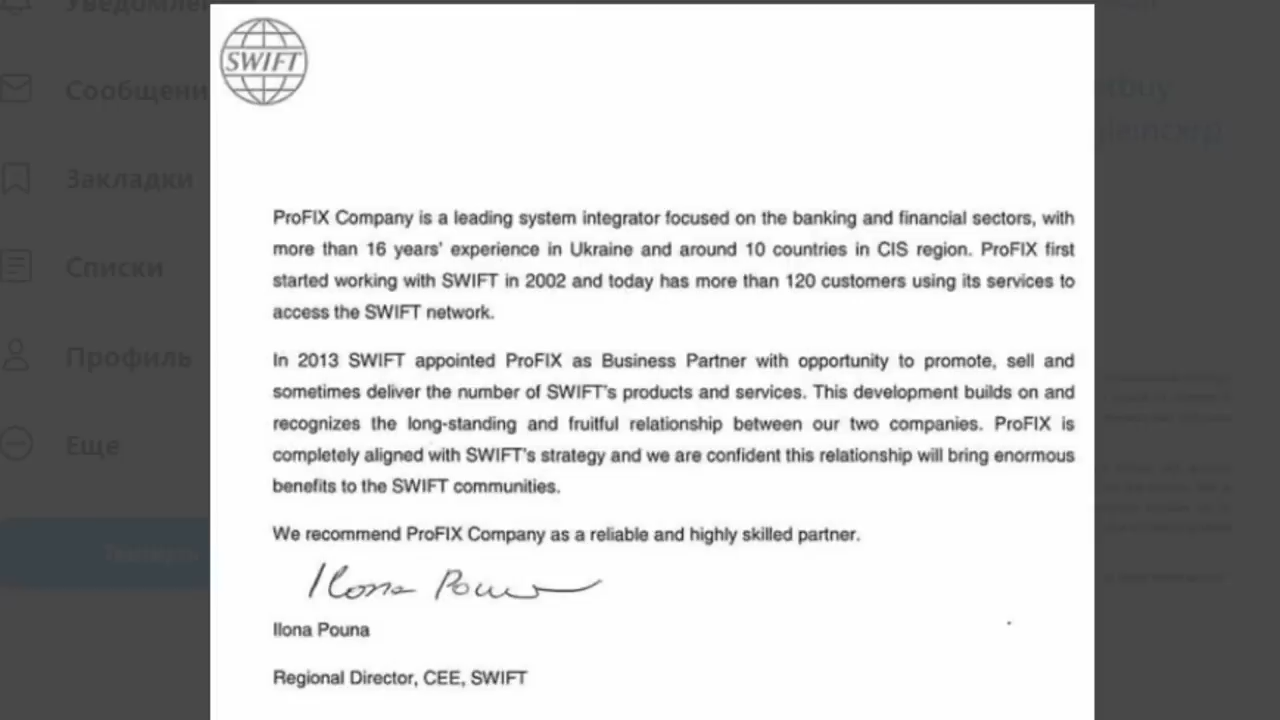 Уведомлен
SWIFT
Сообщени
Закладки
Списки
Профиль
Еще
ProFIX Company is a leading system integrator focused on the banking and financial sectors, with
more than 16 years' experience in Ukraine and around 10 countries in CIS region. ProFIX first
started working with SWIFT in 2002 and today has more than 120 customers using its services to
access the SWIFT network.
In 2013 SWIFT appointed ProFIX as Business Partner with opportunity to promote, sell and
sometimes deliver the number of SWIFT's products and services. This development builds on and
recognizes the long-standing and fruitful relationship between our two companies. ProFIX is
completely aligned with SWIFT's strategy and we are confident this relationship will bring enormous
benefits to the SWIFT communities.
We recommend ProFIX Company as a reliable and highly skilled partner.
Ilona Pouna
Ilona Pouna
Regional Director, CEE, SWIFT